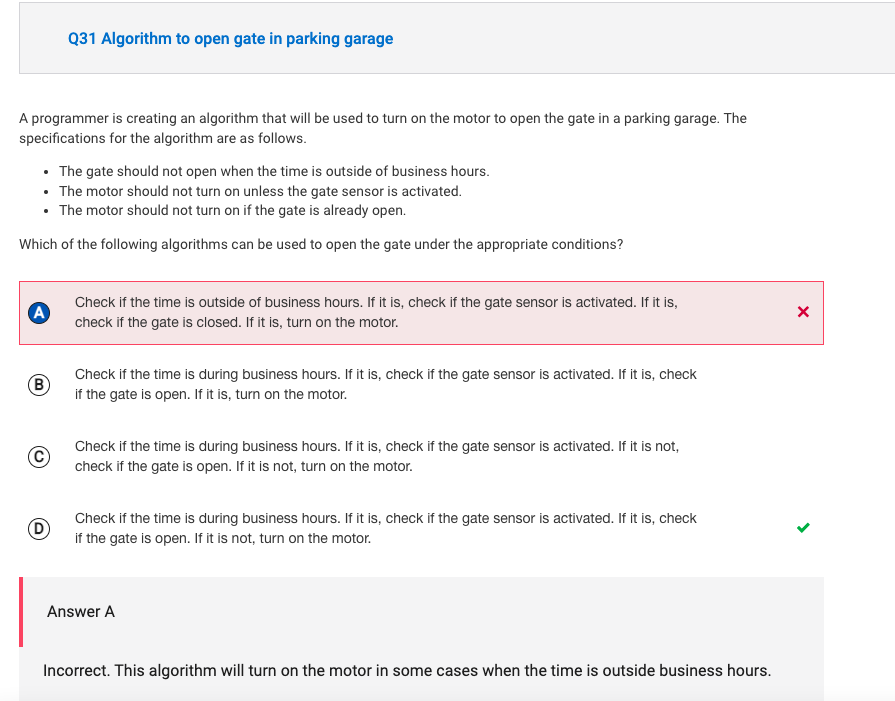 Q31 Algorithm to open gate in parking garage
A programmer is creating an algorithm that will be used to turn on the motor to open the gate in a parking garage. The
specifications for the algorithm are as follows.
• The gate should not open when the time is outside of business hours.
• The motor should not turn on unless the gate sensor is activated.
• The motor should not turn on if the gate is already open.
Which of the following algorithms can be used to open the gate under the appropriate conditions?
A
Check if the time is outside of business hours. If it is, check if the gate sensor is activated. If it is,
check if the gate is closed. If it is, turn on the motor.
B
Check if the time is during business hours. If it is, check if the gate sensor is activated. If it is, check
if the gate is open. If it is, turn on the motor.
C
Check if the time is during business hours. If it is, check if the gate sensor is activated. If it is not,
check if the gate is open. If it is not, turn on the motor.
D
Check if the time is during business hours. If it is, check if the gate sensor is activated. If it is, check
if the gate is open. If it is not, turn on the motor.
Answer A
Incorrect. This algorithm will turn on the motor in some cases when the time is outside business hours.